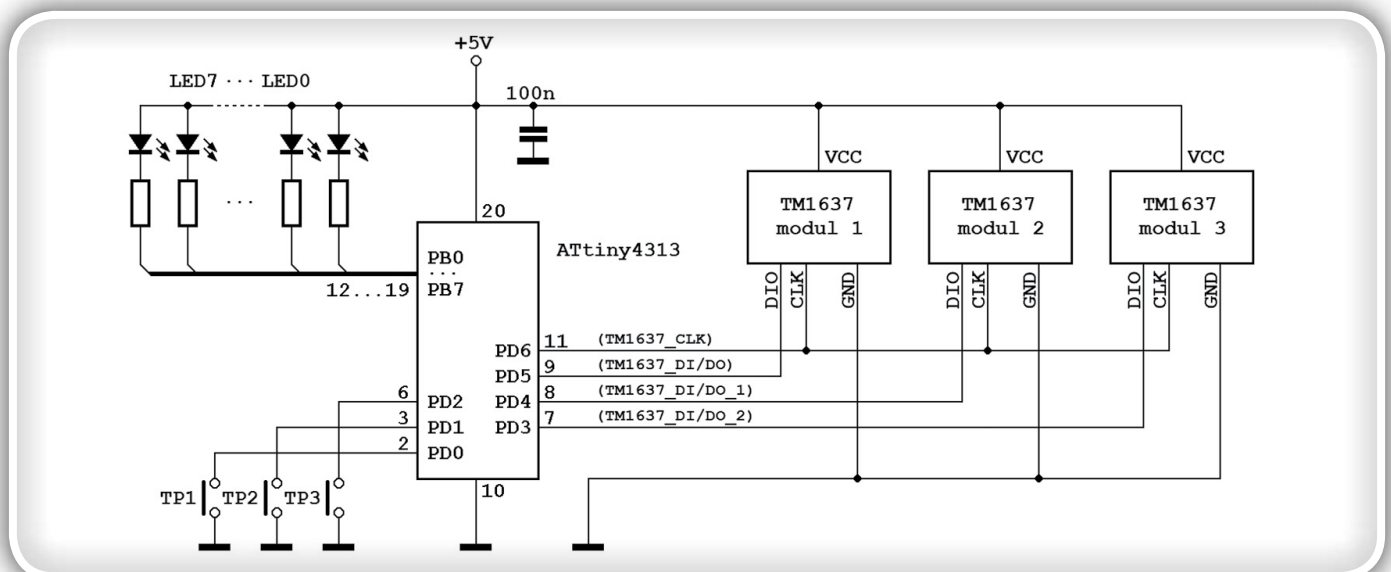 +5V
LED7 ··· LED0
100n
VCC
VCC
VCC
TM1637
modul 1
TM1637
modul 2
TM1637
modul 3
...
20
ATtiny4313
PB0
...
PB7
12...19
DIO
CLK
GND
DIO
CLK
GND
DIO
CLK
GND
PD6
11
(TM1637_CLK)
PD5
9
(TM1637_DI/DO)
6
PD2
PD4
8
(TM1637_DI/DO_1)
3
PD1
PD3
7
(TM1637_DI/DO_2)
2
PD0
TP1
TP2
TP3
10